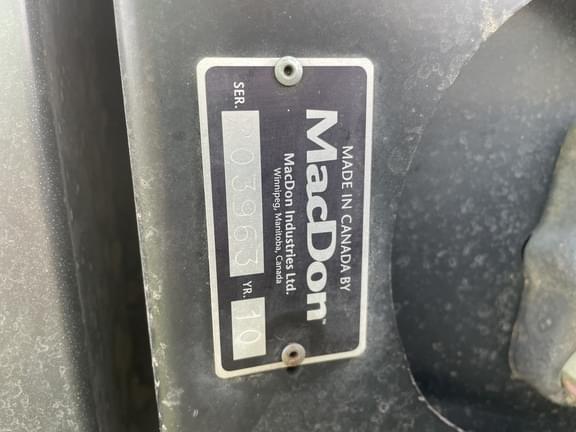 MADE IN CANADA BY
MacDon
MacDon Industries Ltd.
Winnipeg, Manitoba, Canada
SER. 203963 YR. 10